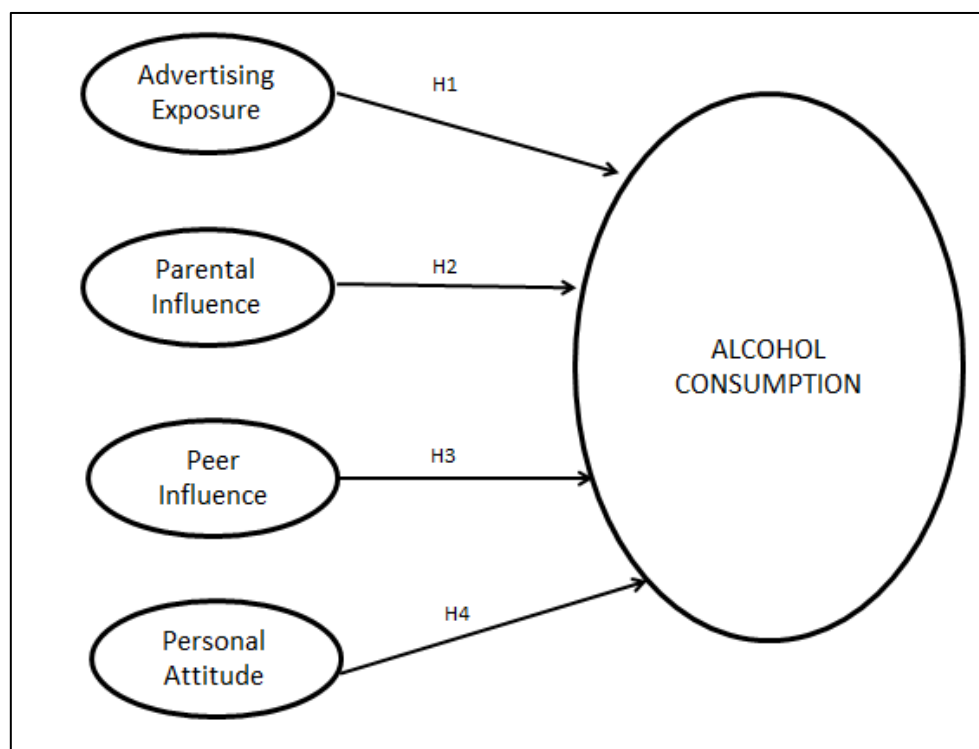 Advertising
Exposure
H1
Parental
Influence
H2
Peer
Influence
H3
Personal
Attitude
H4
ALCOHOL
CONSUMPTION